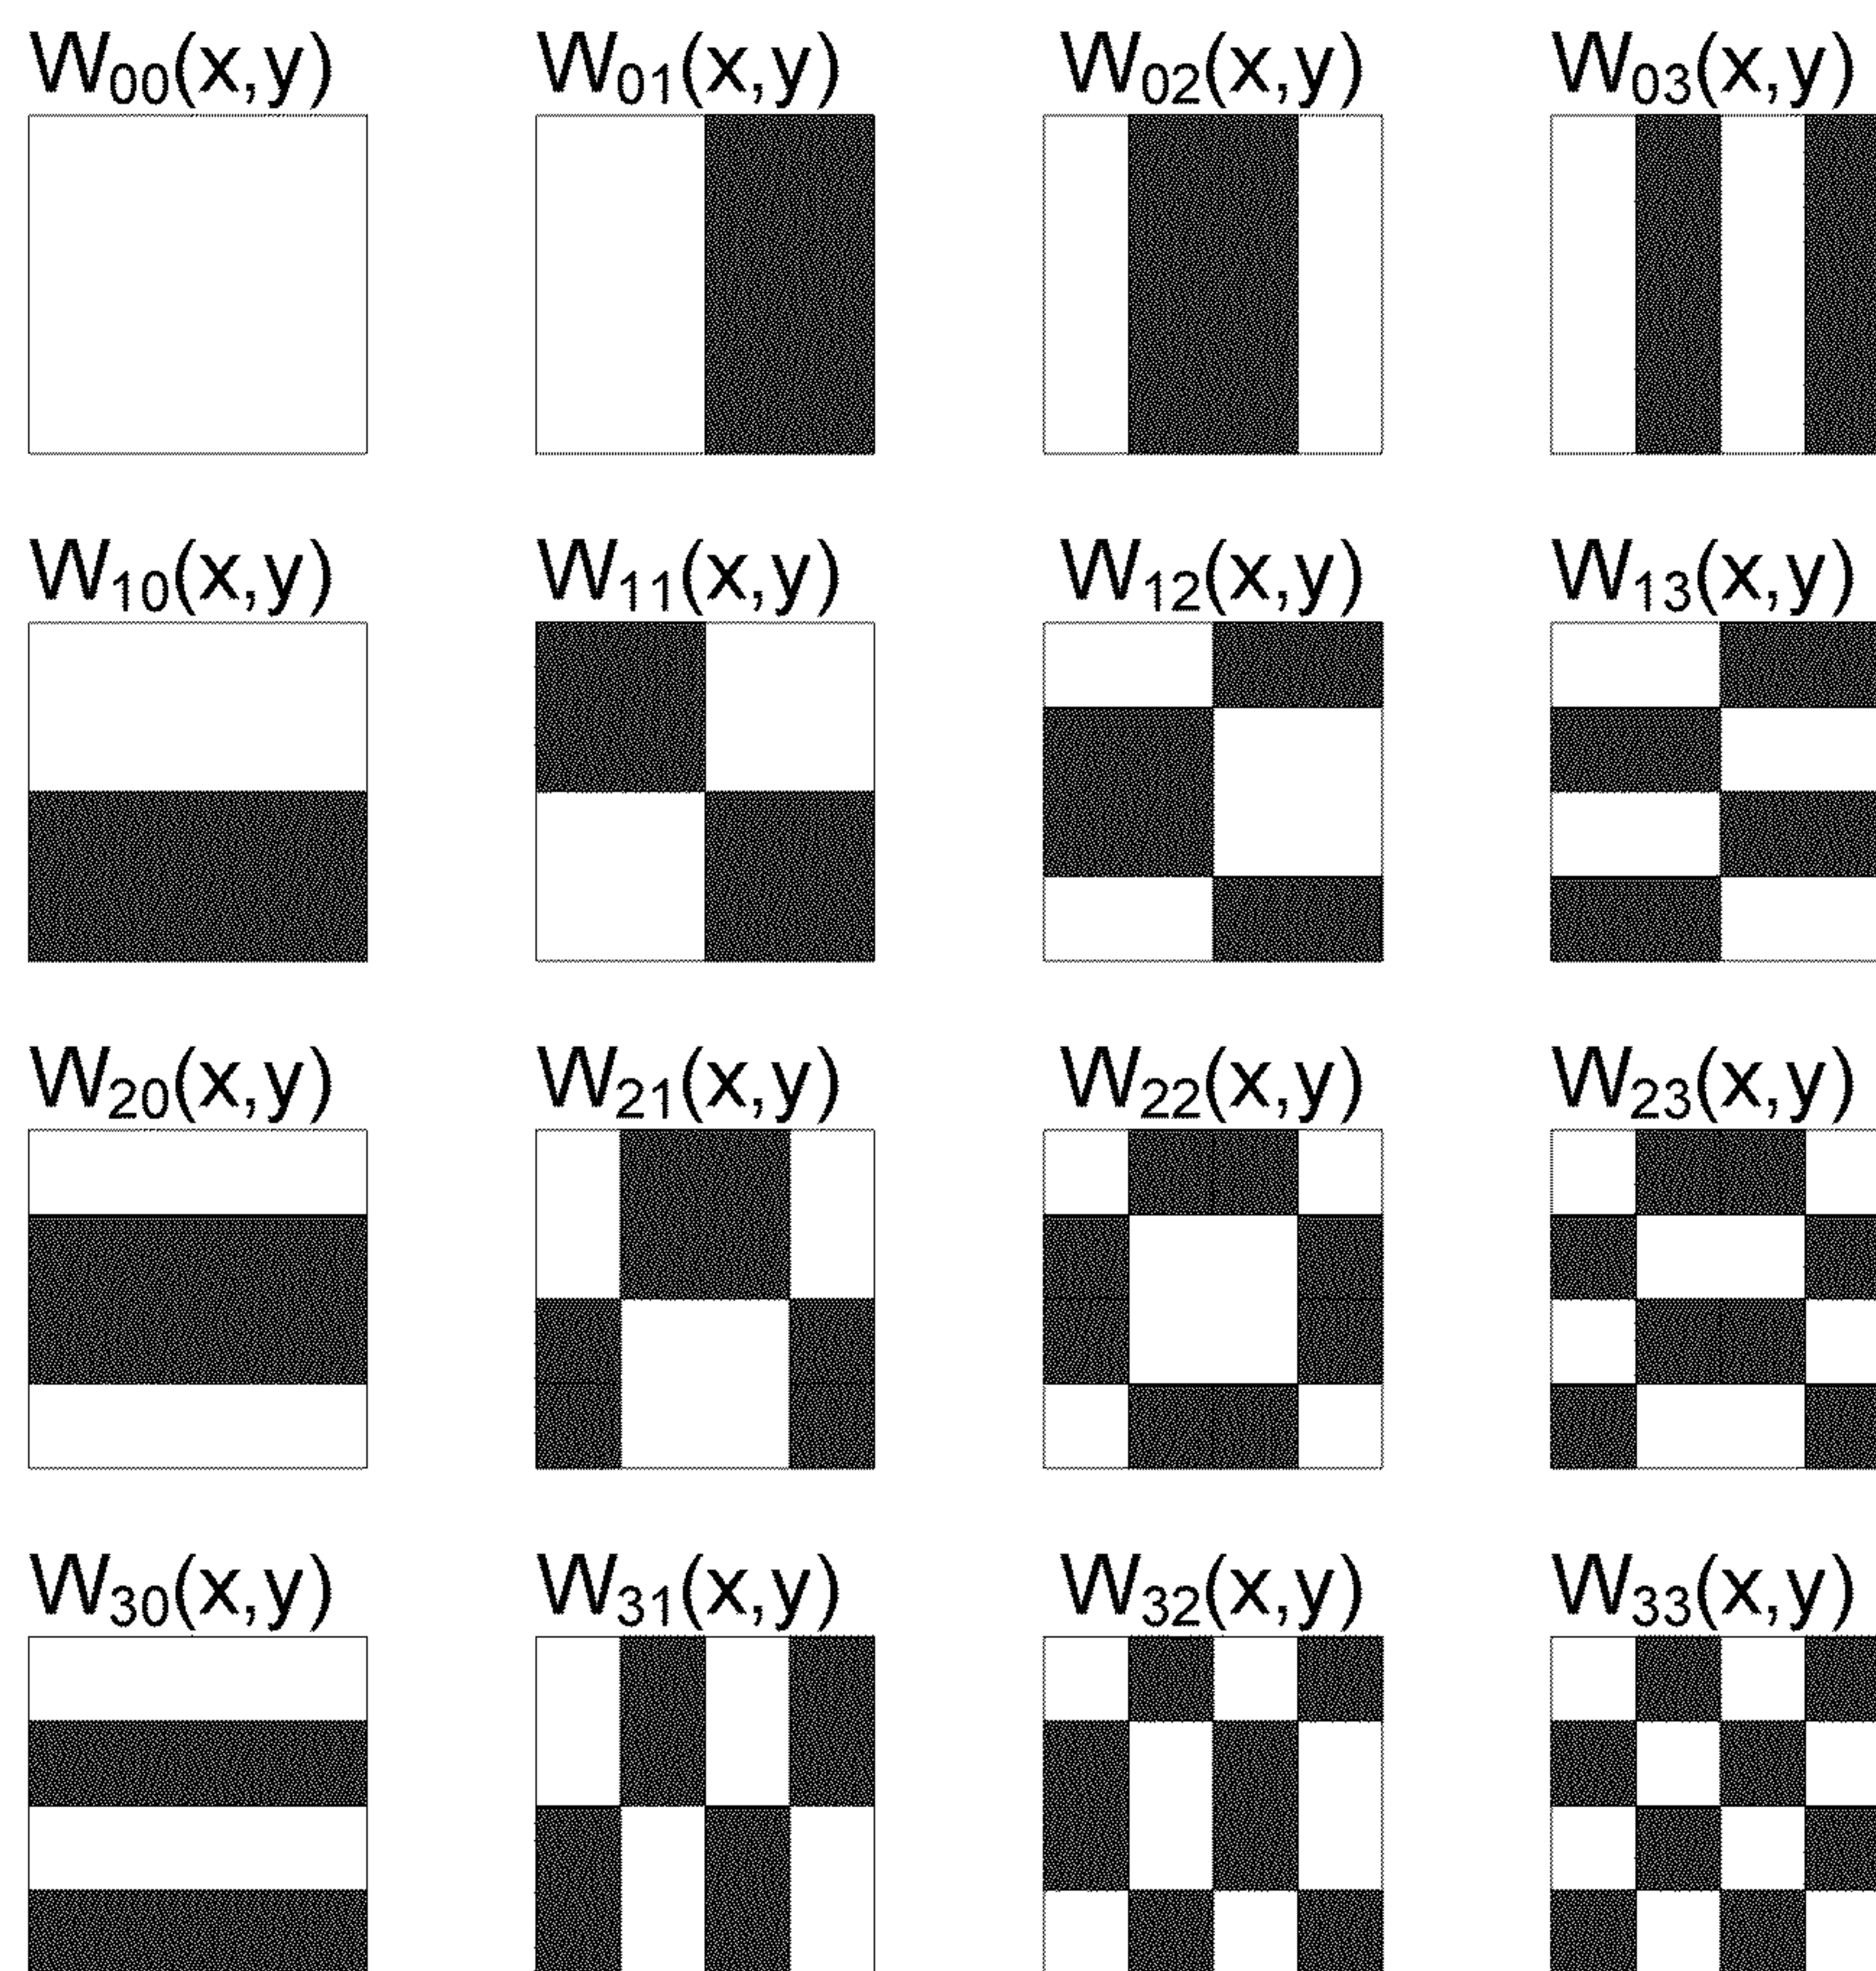 W₀₀(x,y) W₀₁(x,y) W₀₂(x,y) W₀₃(x,y)
W₁₀(x,y) W₁₁(x,y) W₁₂(x,y) W₁₃(x,y)
W₂₀(x,y) W₂₁(x,y) W₂₂(x,y) W₂₃(x,y)
W₃₀(x,y) W₃₁(x,y) W₃₂(x,y) W₃₃(x,y)